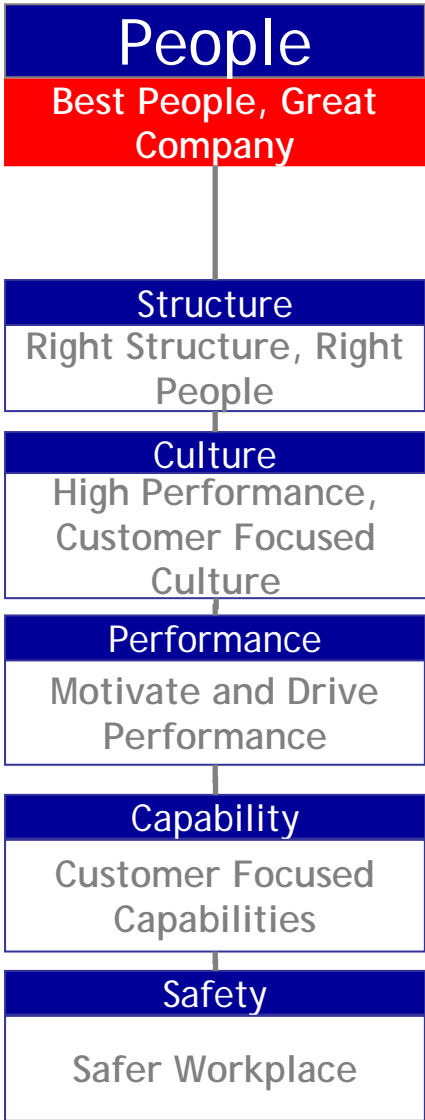 People
Best People, Great
Company
Structure
Right Structure, Right
People
Culture
High Performance,
Customer Focused
Culture
Performance
Motivate and Drive
Performance
Capability
Customer Focused
Capabilities
Safety
Safer Workplace